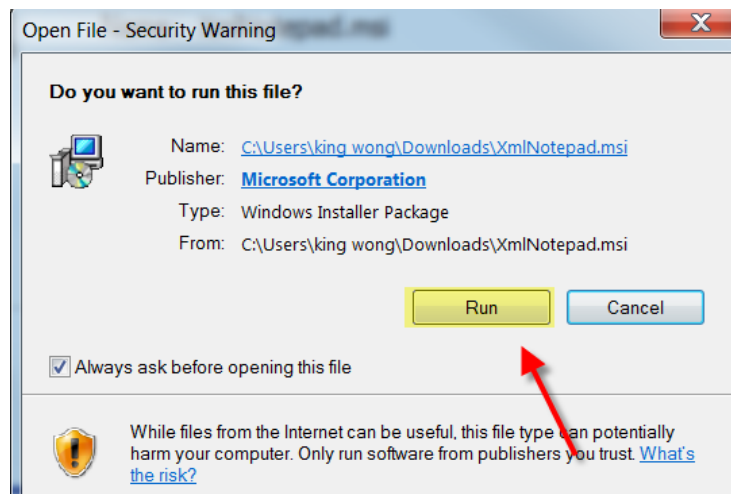 Open File - Security Warning
Do you want to run this file?
Name: C:\Users\king wong\Downloads\XmlNotepad.msi
Publisher: Microsoft Corporation
Type: Windows Installer Package
From: C:\Users\king wong\Downloads\XmlNotepad.msi
Run Cancel
Always ask before opening this file
While files from the Internet can be useful, this file type can potentially
harm your computer. Only run software from publishers you trust. What's
the risk?